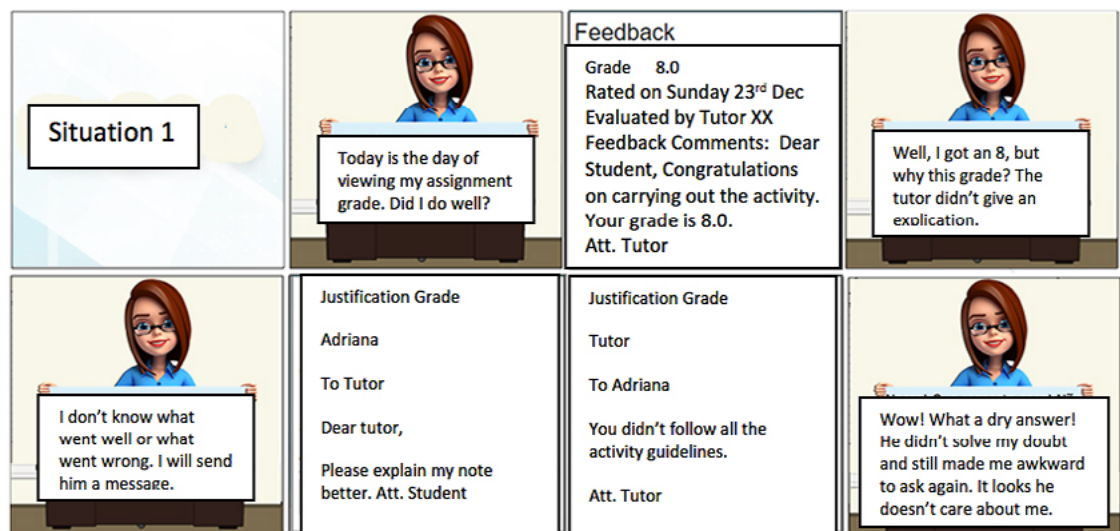 Situation 1
Today is the day of
viewing my assignment
grade. Did I do well?
Feedback
Grade 8.0
Rated on Sunday 23rd Dec
Evaluated by Tutor XX
Feedback Comments: Dear
Student, Congratulations
on carrying out the activity.
Your grade is 8.0.
Att. Tutor
Well, I got an 8, but
why this grade? The
tutor didn't give an
explication.
I don't know what
went well or what
went wrong. I will send
him a message.
Justification Grade
Adriana
To Tutor
Dear tutor,
Please explain my note
better. Att. Student
Justification Grade
Tutor
To Adriana
You didn't follow all the
activity guidelines.
Att. Tutor
Wow! What a dry answer!
He didn't solve my doubt
and still made me awkward
to ask again. It looks he
doesn't care about me.